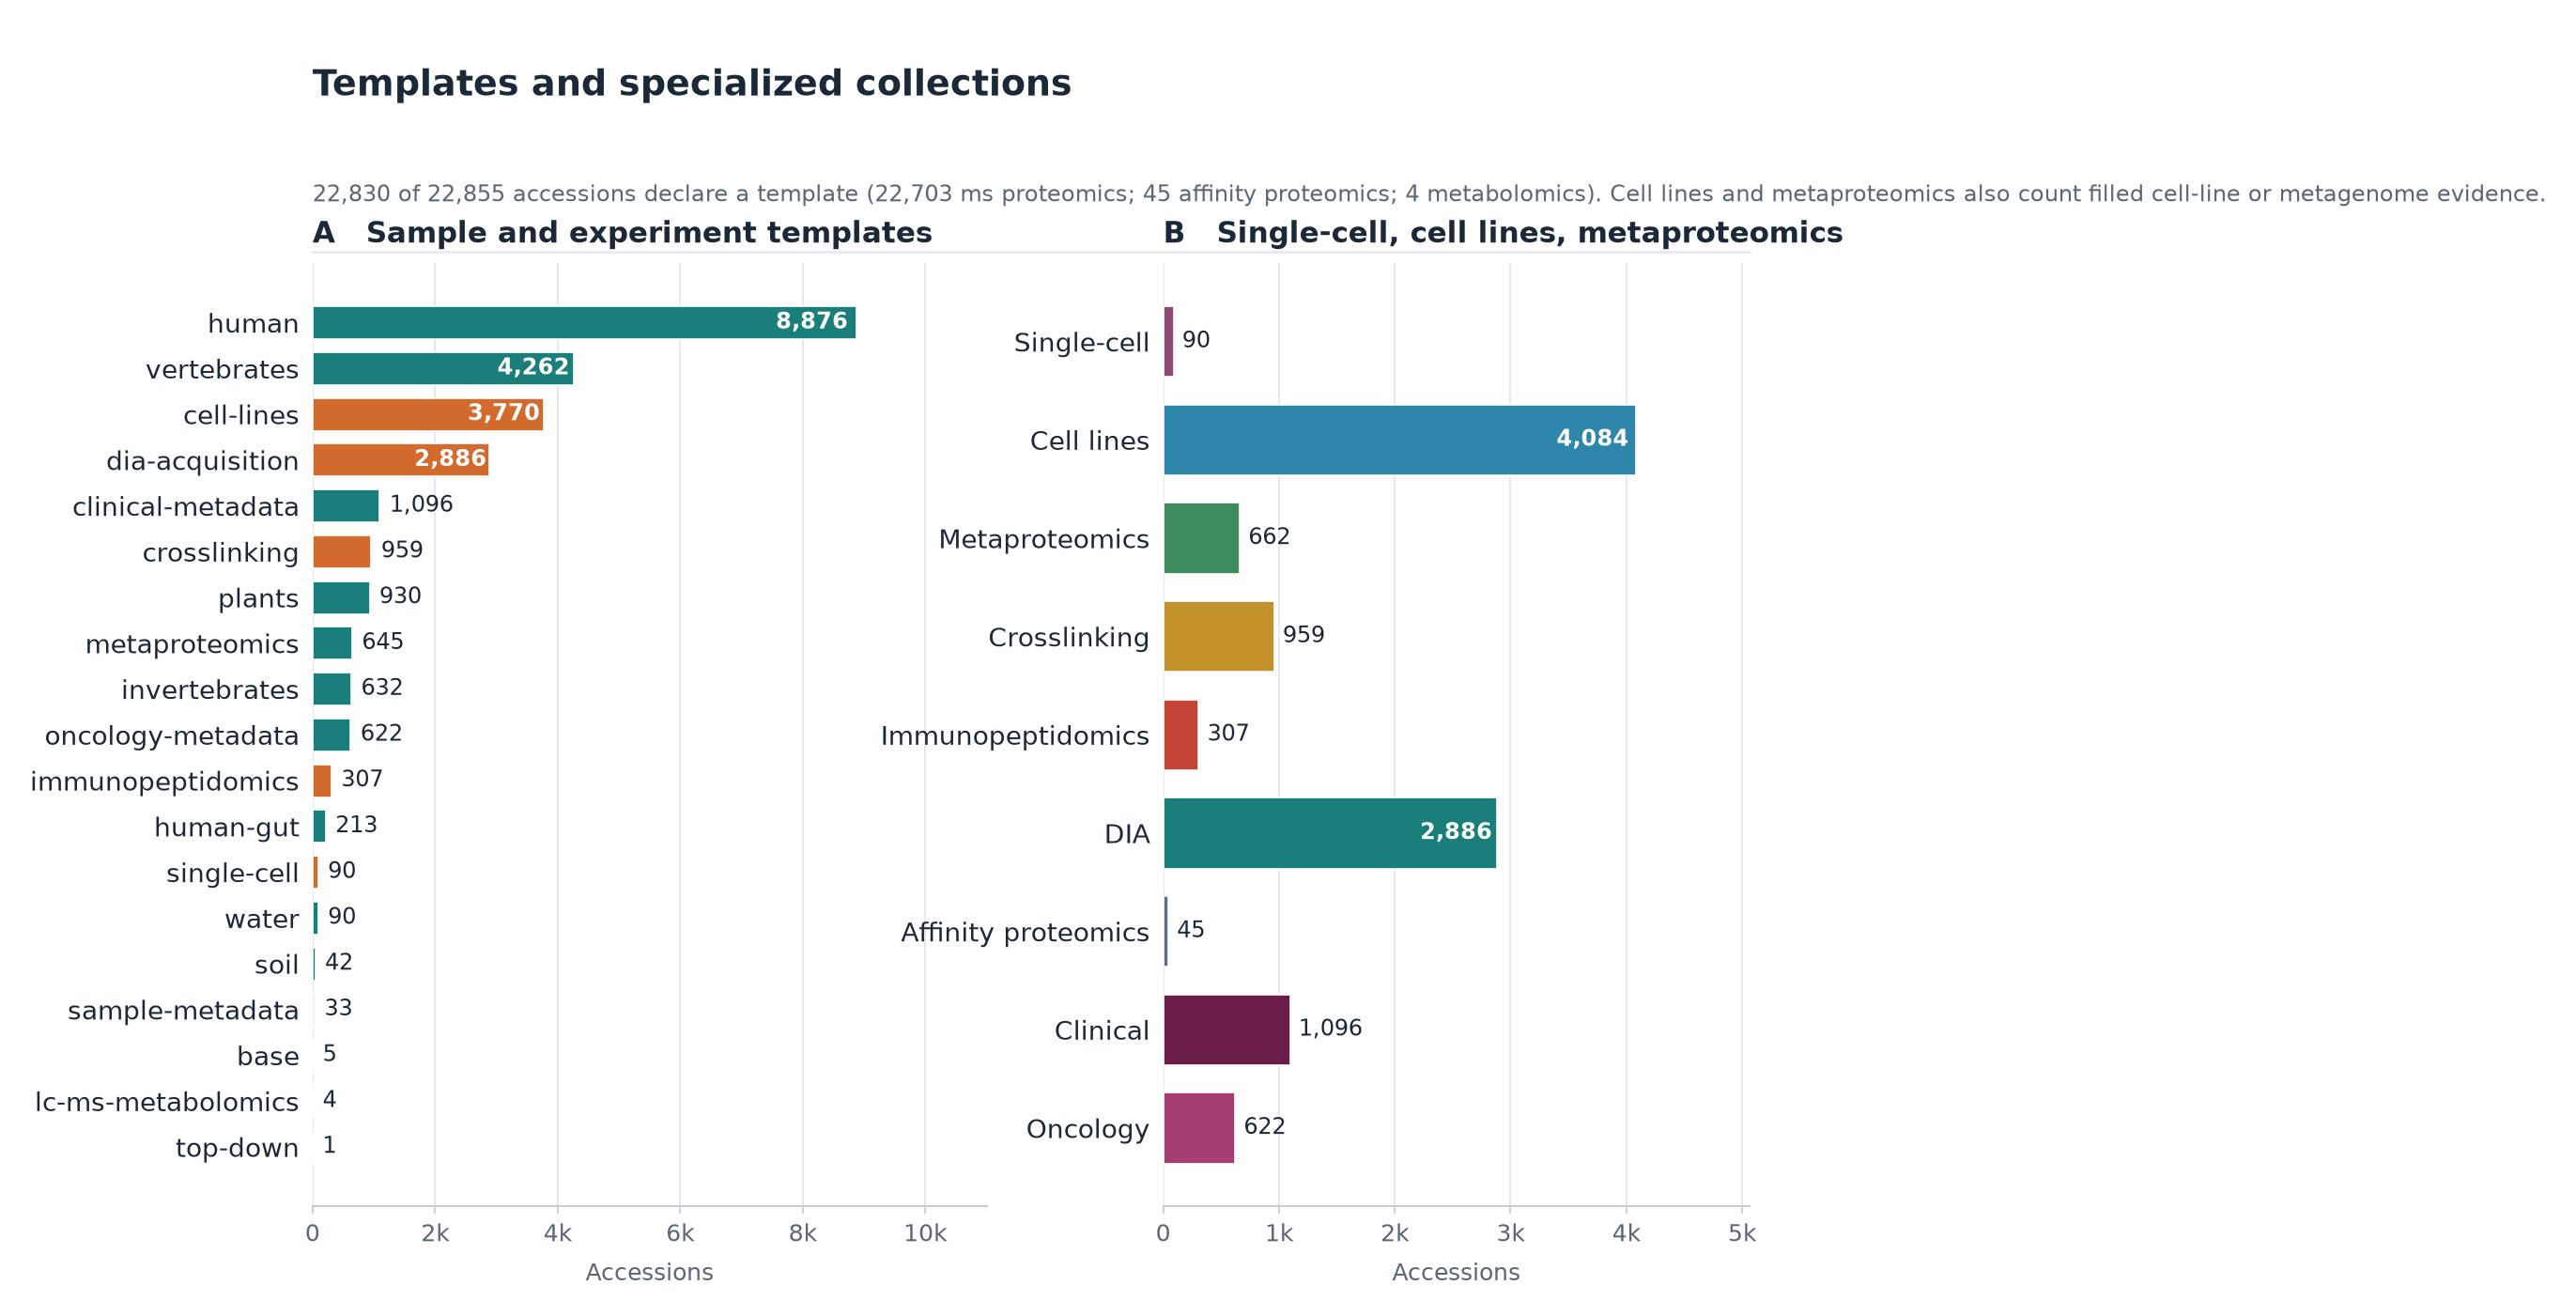 Templates and specialized collections
22,830 of 22,855 accessions declare a template (22,703 ms proteomics; 45 affinity proteomics; 4 metabolomics). Cell lines and metaproteomics also count filled cell-line or metagenome evidence.
A Sample and experiment templates
human 8,876
vertebrates 4,262
cell-lines 3,770
dia-acquisition 2,886
clinical-metadata 1,096
crosslinking 959
plants 930
metaproteomics 645
invertebrates 632
oncology-metadata 622
immunopeptidomics 307
human-gut 213
single-cell 90
water 90
soil 42
sample-metadata 33
base 5
lc-ms-metabolomics 4
top-down 1
0 2k 4k 6k 8k 10k
Accessions
B Single-cell, cell lines, metaproteomics
Single-cell 90
Cell lines 4,084
Metaproteomics 662
Crosslinking 959
Immunopeptidomics 307
DIA 2,886
Affinity proteomics 45
Clinical 1,096
Oncology 622
0 1k 2k 3k 4k 5k
Accessions